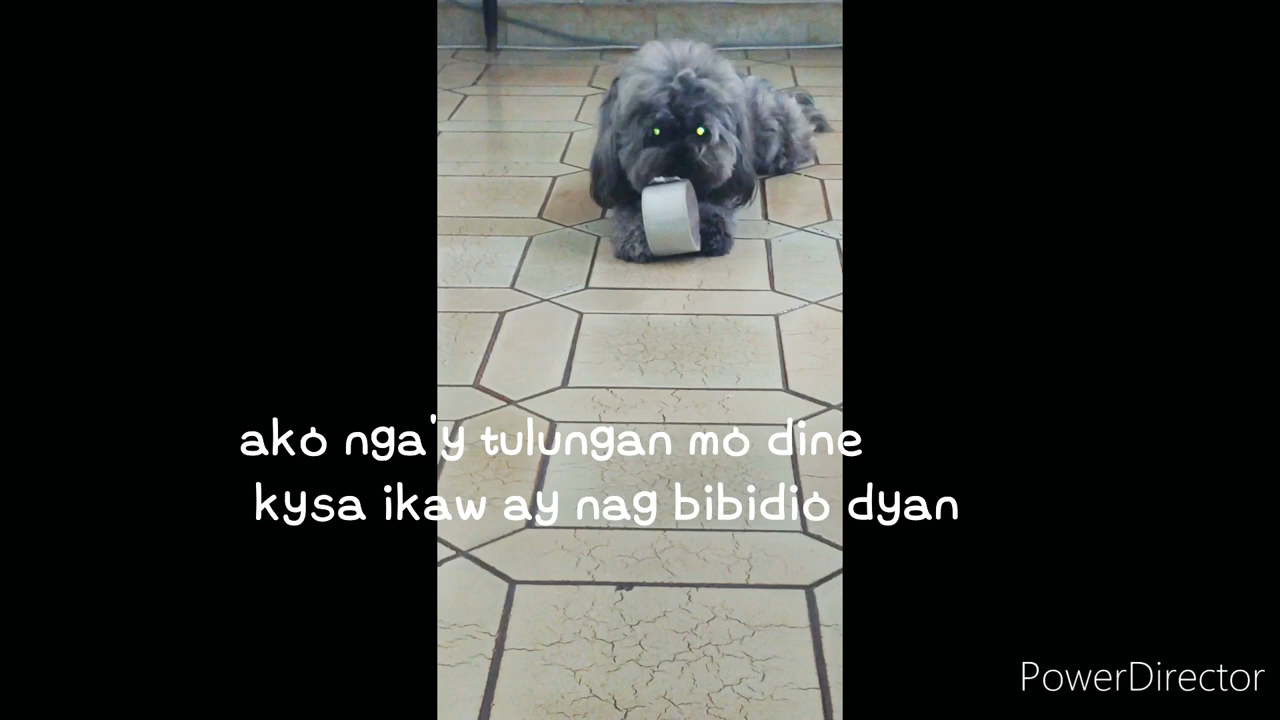 ako nga'y tulungan mo dine
kysa ikaw ay nag bibidio dyan
PowerDirector